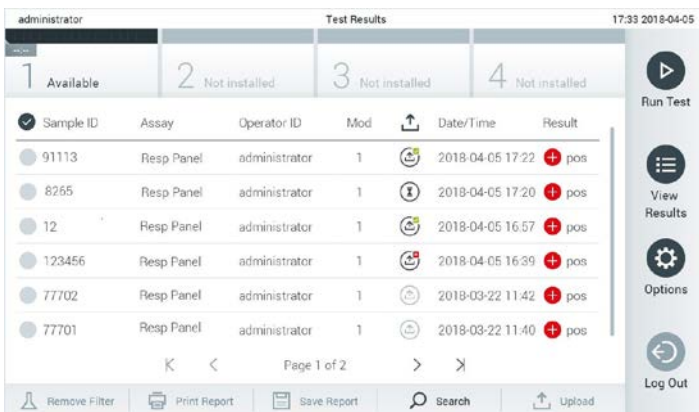 administrator Test Results 17:33 2018-04-05
--:--
1 Available 2 Not installed 3 Not installed 4 Not installed
Run Test
Sample ID Assay Operator ID Mod Date/Time Result
91113 Resp Panel administrator 1 2018-04-05 17:22 pos
8265 Resp Panel administrator 1 2018-04-05 17:20 pos
View
Results
12 Resp Panel administrator 1 2018-04-05 16:57 pos
123456 Resp Panel administrator 1 2018-04-05 16:39 pos
Options
77702 Resp Panel administrator 1 2018-03-22 11:42 pos
77701 Resp Panel administrator 1 2018-03-22 11:40 pos
Page 1 of 2
Log Out
Remove Filter Print Report Save Report Search Upload